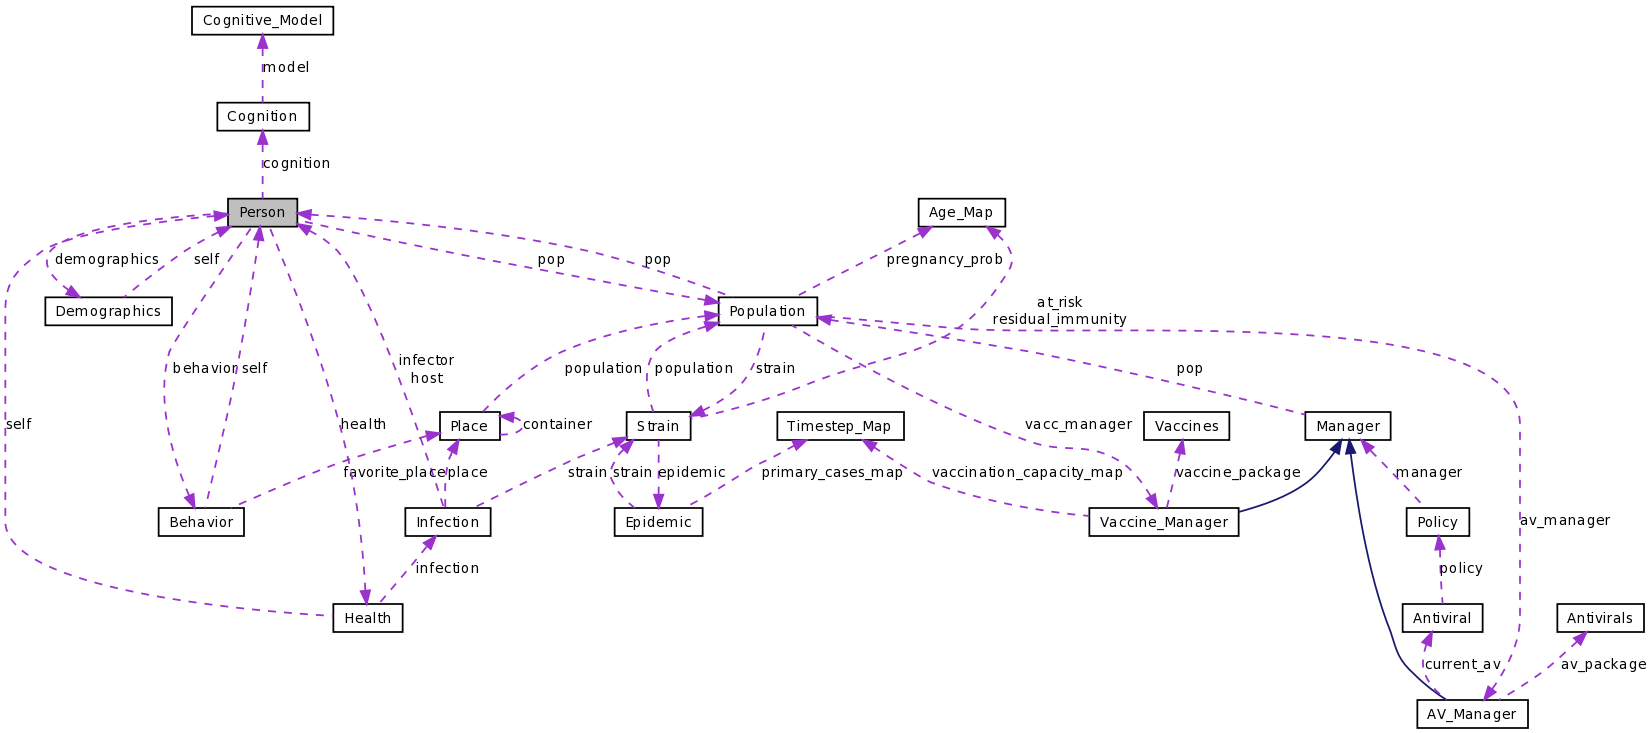 Cognitive_Model
model
Cognition
cognition
Person
Age_Map
demographics
self
pop
pop
pregnancy_prob
Demographics
Population
at_risk
residual_immunity
infector
host
behavior
self
population
population
strain
pop
self
health
Place
container
Strain
Timestep_Map
vacc_manager
Vaccines
Manager
favorite_place
place
strain
strain
epidemic
primary_cases_map
vaccination_capacity_map
vaccine_package
manager
Behavior
Infection
Epidemic
Vaccine_Manager
Policy
av_manager
infection
policy
Health
Antiviral
Antivirals
current_av
av_package
AV_Manager